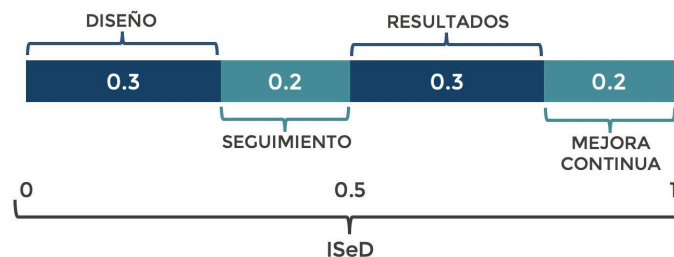 DISEÑO
RESULTADOS
0.3
0.2
0.3
0.2
SEGUIMIENTO
MEJORA
CONTINUA
0
0.5
1
ISeD